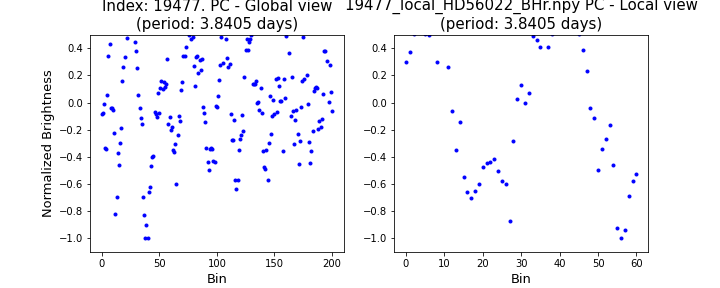 Index: 19477. PC - Global view
(period: 3.8405 days)
19477_local_HD56022_BHr.npy PC - Local view
(period: 3.8405 days)
Normalized Brightness
0.4
0.2
0.0
−0.2
−0.4
−0.6
−0.8
−1.0
0 50 100 150 200
Bin
0.4
0.2
0.0
−0.2
−0.4
−0.6
−0.8
−1.0
0 20 40 60
Bin